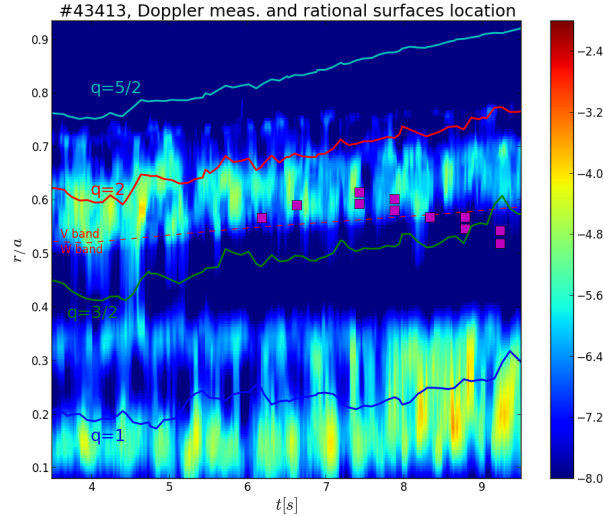 #43413, Doppler meas. and rational surfaces location
0.9
0.8
0.7
0.6
0.5
0.4
0.3
0.2
0.1
r/a
q=5/2
q=2
V band
W band
q=3/2
q=1
4
5
6
7
8
9
t[s]
−2.4
−3.2
−4.0
−4.8
−5.6
−6.4
−7.2
−8.0